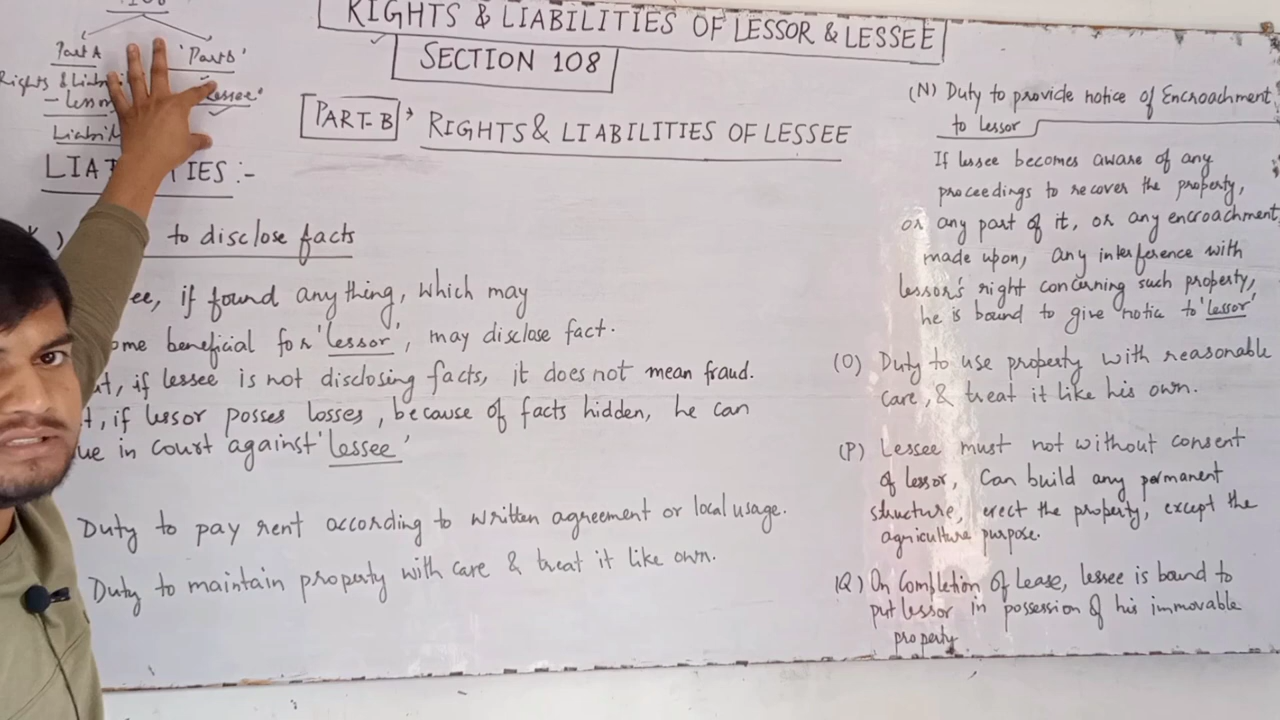 108
Part A 'Part B'
Rights &
- Lessor Lessee'
RIGHTS & LIABILITIES OF LESSOR & LESSEE
SECTION 108
PART-B' RIGHTS & LIABILITIES OF LESSEE
LIABILITIES :-
to disclose facts
if found anything, which may
beneficial for 'lessor', may disclose fact.
if lessee is not disclosing facts, it does not mean fraud.
if lessor posses losses, because of facts hidden, he can
in court against 'lessee'
Duty to pay rent according to written agreement or local usage.
Duty to maintain property with care & treat it like own.
(N) Duty to provide notice of Encroachment
to lessor
If lessee becomes aware of any
proceedings to recover the property,
or any part of it, or any encroachment
made upon, any interference with
lessor's right concerning such property,
he is bound to give notic to 'lessor'
(O) Duty to use property with reasonable
care, & treat it like his own.
(P) Lessee must not without consent
of lessor, Can build any permanent
structure, erect the property, except the
agriculture purpose.
(Q) On Completion of Lease, lessee is bound to
put lessor in possession of his immovable
property.